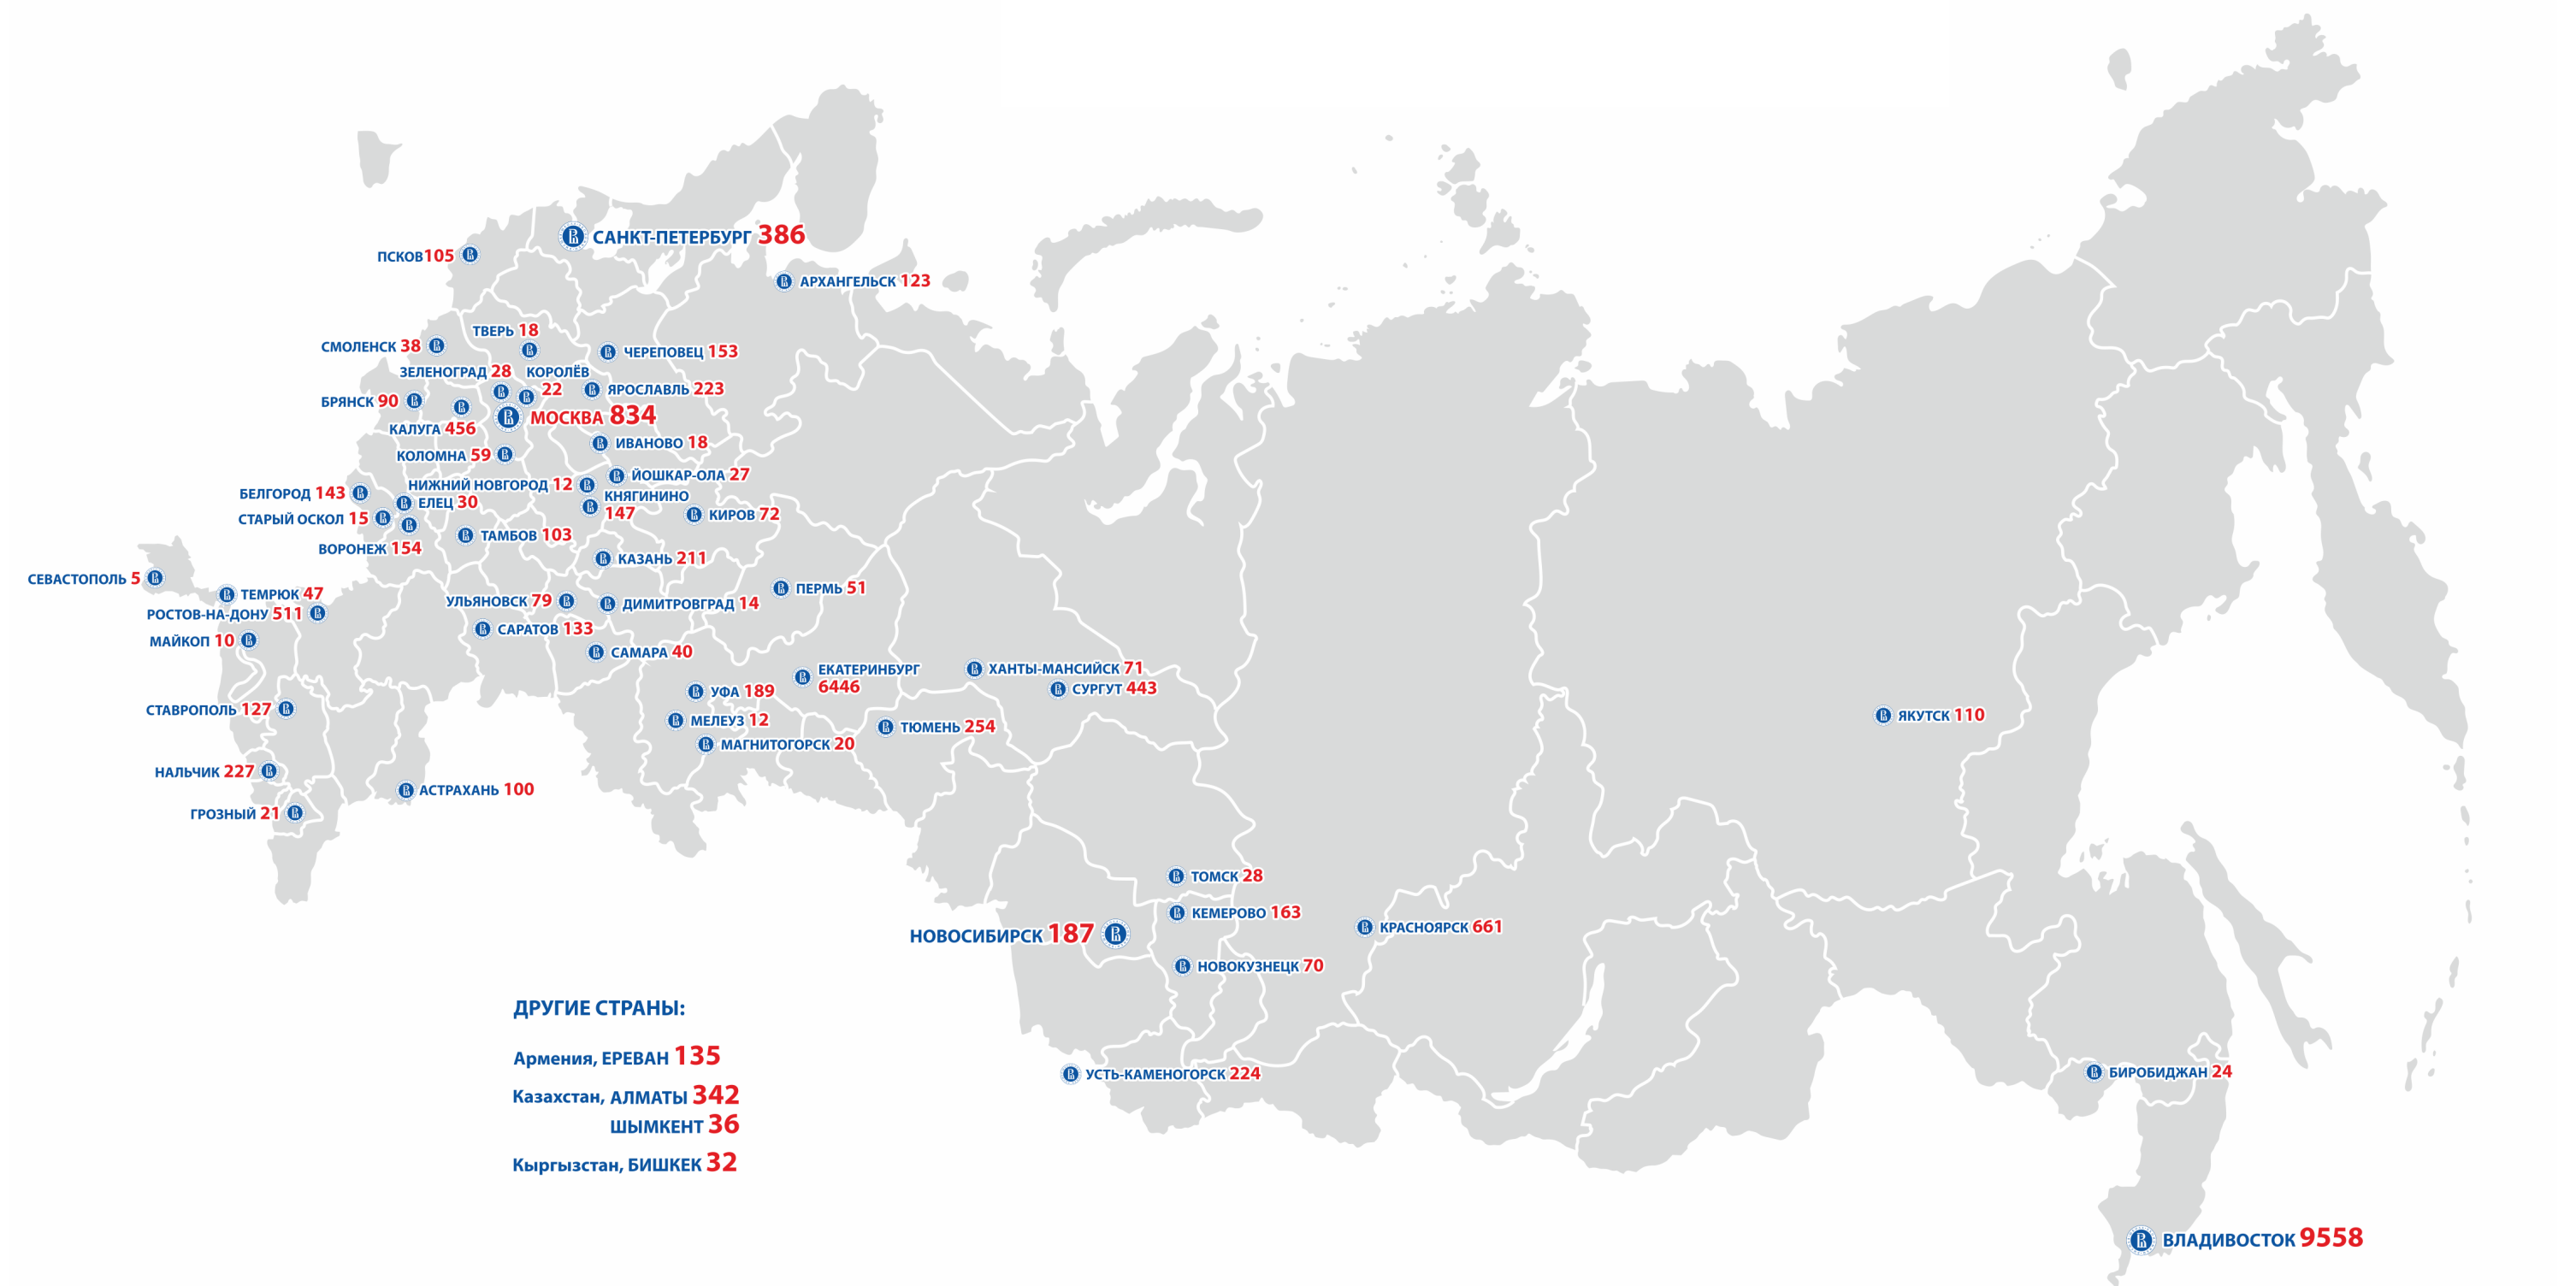 САНКТ-ПЕТЕРБУРГ 386
ПСКОВ 105
АРХАНГЕЛЬСК 123
ТВЕРЬ 18
СМОЛЕНСК 38
ЧЕРЕПОВЕЦ 153
ЗЕЛЕНОГРАД 28
КОРОЛЁВ
22
ЯРОСЛАВЛЬ 223
БРЯНСК 90
МОСКВА 834
КАЛУГА 456
ИВАНОВО 18
КОЛОМНА 59
ЙОШКАР-ОЛА 27
НИЖНИЙ НОВГОРОД 12
БЕЛГОРОД 143
ЕЛЕЦ 30
КНЯГИНИНО
147
СТАРЫЙ ОСКОЛ 15
КИРОВ 72
ТАМБОВ 103
ВОРОНЕЖ 154
КАЗАНЬ 211
СЕВАСТОПОЛЬ 5
ПЕРМЬ 51
ТЕМРЮК 47
УЛЬЯНОВСК 79
ДИМИТРОВГРАД 14
РОСТОВ-НА-ДОНУ 511
САРАТОВ 133
МАЙКОП 10
САМАРА 40
ЕКАТЕРИНБУРГ
6446
ХАНТЫ-МАНСИЙСК 71
СУРГУТ 443
УФА 189
СТАВРОПОЛЬ 127
ЯКУТСК 110
МЕЛЕУЗ 12
ТЮМЕНЬ 254
МАГНИТОГОРСК 20
НАЛЬЧИК 227
АСТРАХАНЬ 100
ГРОЗНЫЙ 21
ТОМСК 28
КЕМЕРОВО 163
НОВОСИБИРСК 187
КРАСНОЯРСК 661
НОВОКУЗНЕЦК 70
ДРУГИЕ СТРАНЫ:
Армения, ЕРЕВАН 135
Казахстан, АЛМАТЫ 342
ШЫМКЕНТ 36
Кыргызстан, БИШКЕК 32
УСТЬ-КАМЕНОГОРСК 224
БИРОБИДЖАН 24
ВЛАДИВОСТОК 9558